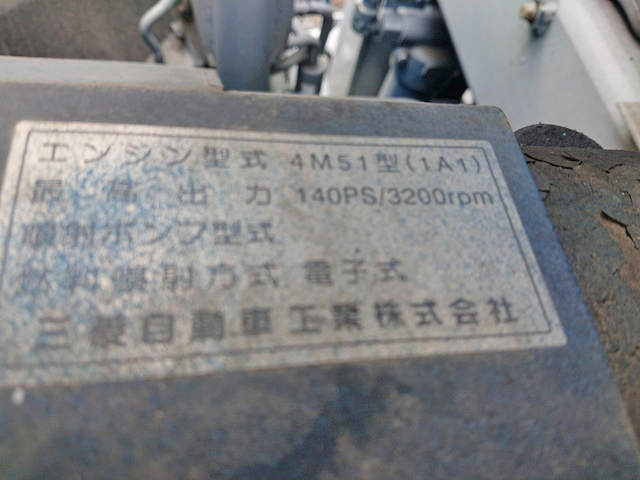 エンジン型式 4M51型(1A1)
最高出力 140PS/3200rpm
噴射ポンプ型式
燃料噴射方式 電子式
三菱自動車工業株式会社